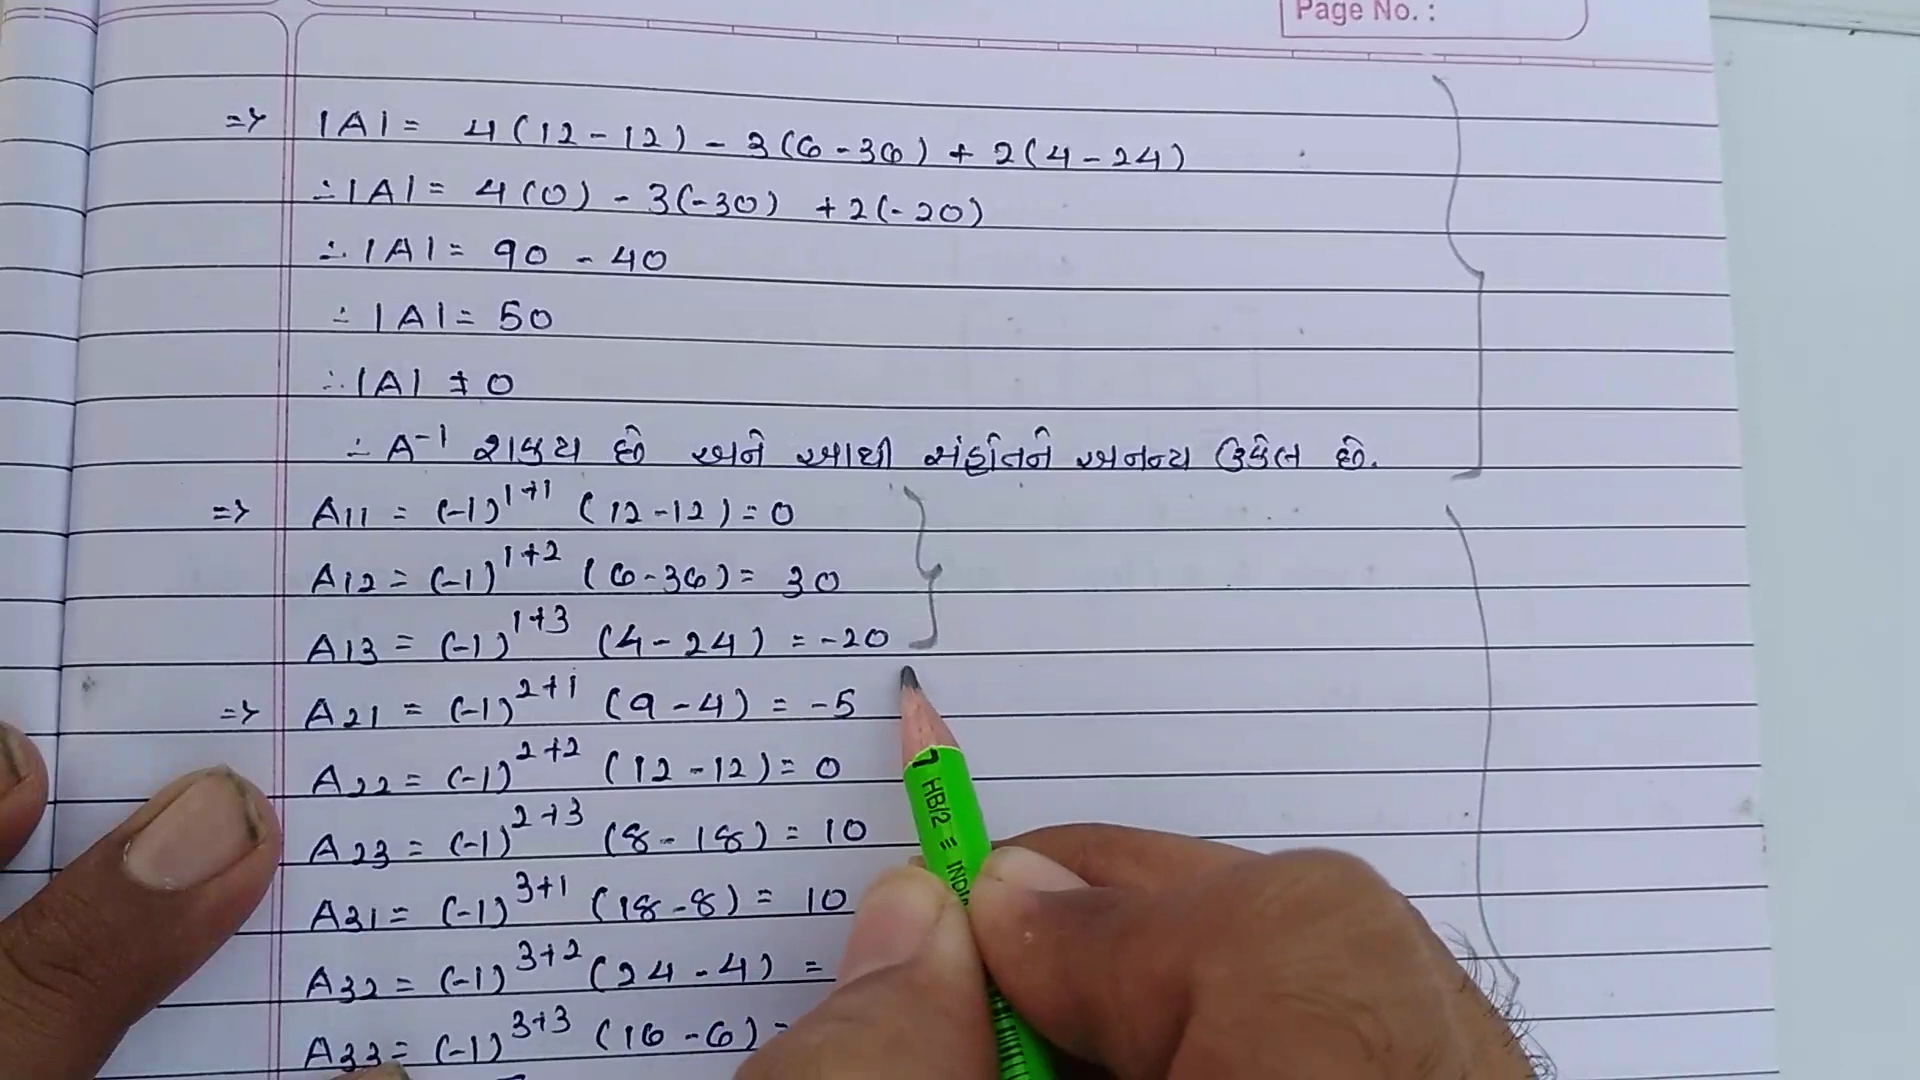 Page No. :
=> |A| = 4(12-12) - 3(6-36) + 2(4-24)
∴ |A| = 4(0) - 3(-30) + 2(-20)
∴ |A| = 90 - 40
∴ |A| = 50
∴ |A| ≠ 0
∴ A⁻¹ શક્ય છે અને આથી સંહતિને અનન્ય ઉકેલ છે.
=> A11 = (-1)¹⁺¹ (12-12) = 0
A12 = (-1)¹⁺² (6-36) = 30
A13 = (-1)¹⁺³ (4-24) = -20
=> A21 = (-1)²⁺¹ (9-4) = -5
A22 = (-1)²⁺² (12-12) = 0
A23 = (-1)²⁺³ (8-18) = 10
A31 = (-1)³⁺¹ (18-8) = 10
A32 = (-1)³⁺² (24-4) =
A33 = (-1)³⁺³ (16-6) =
HB/2 = INDI